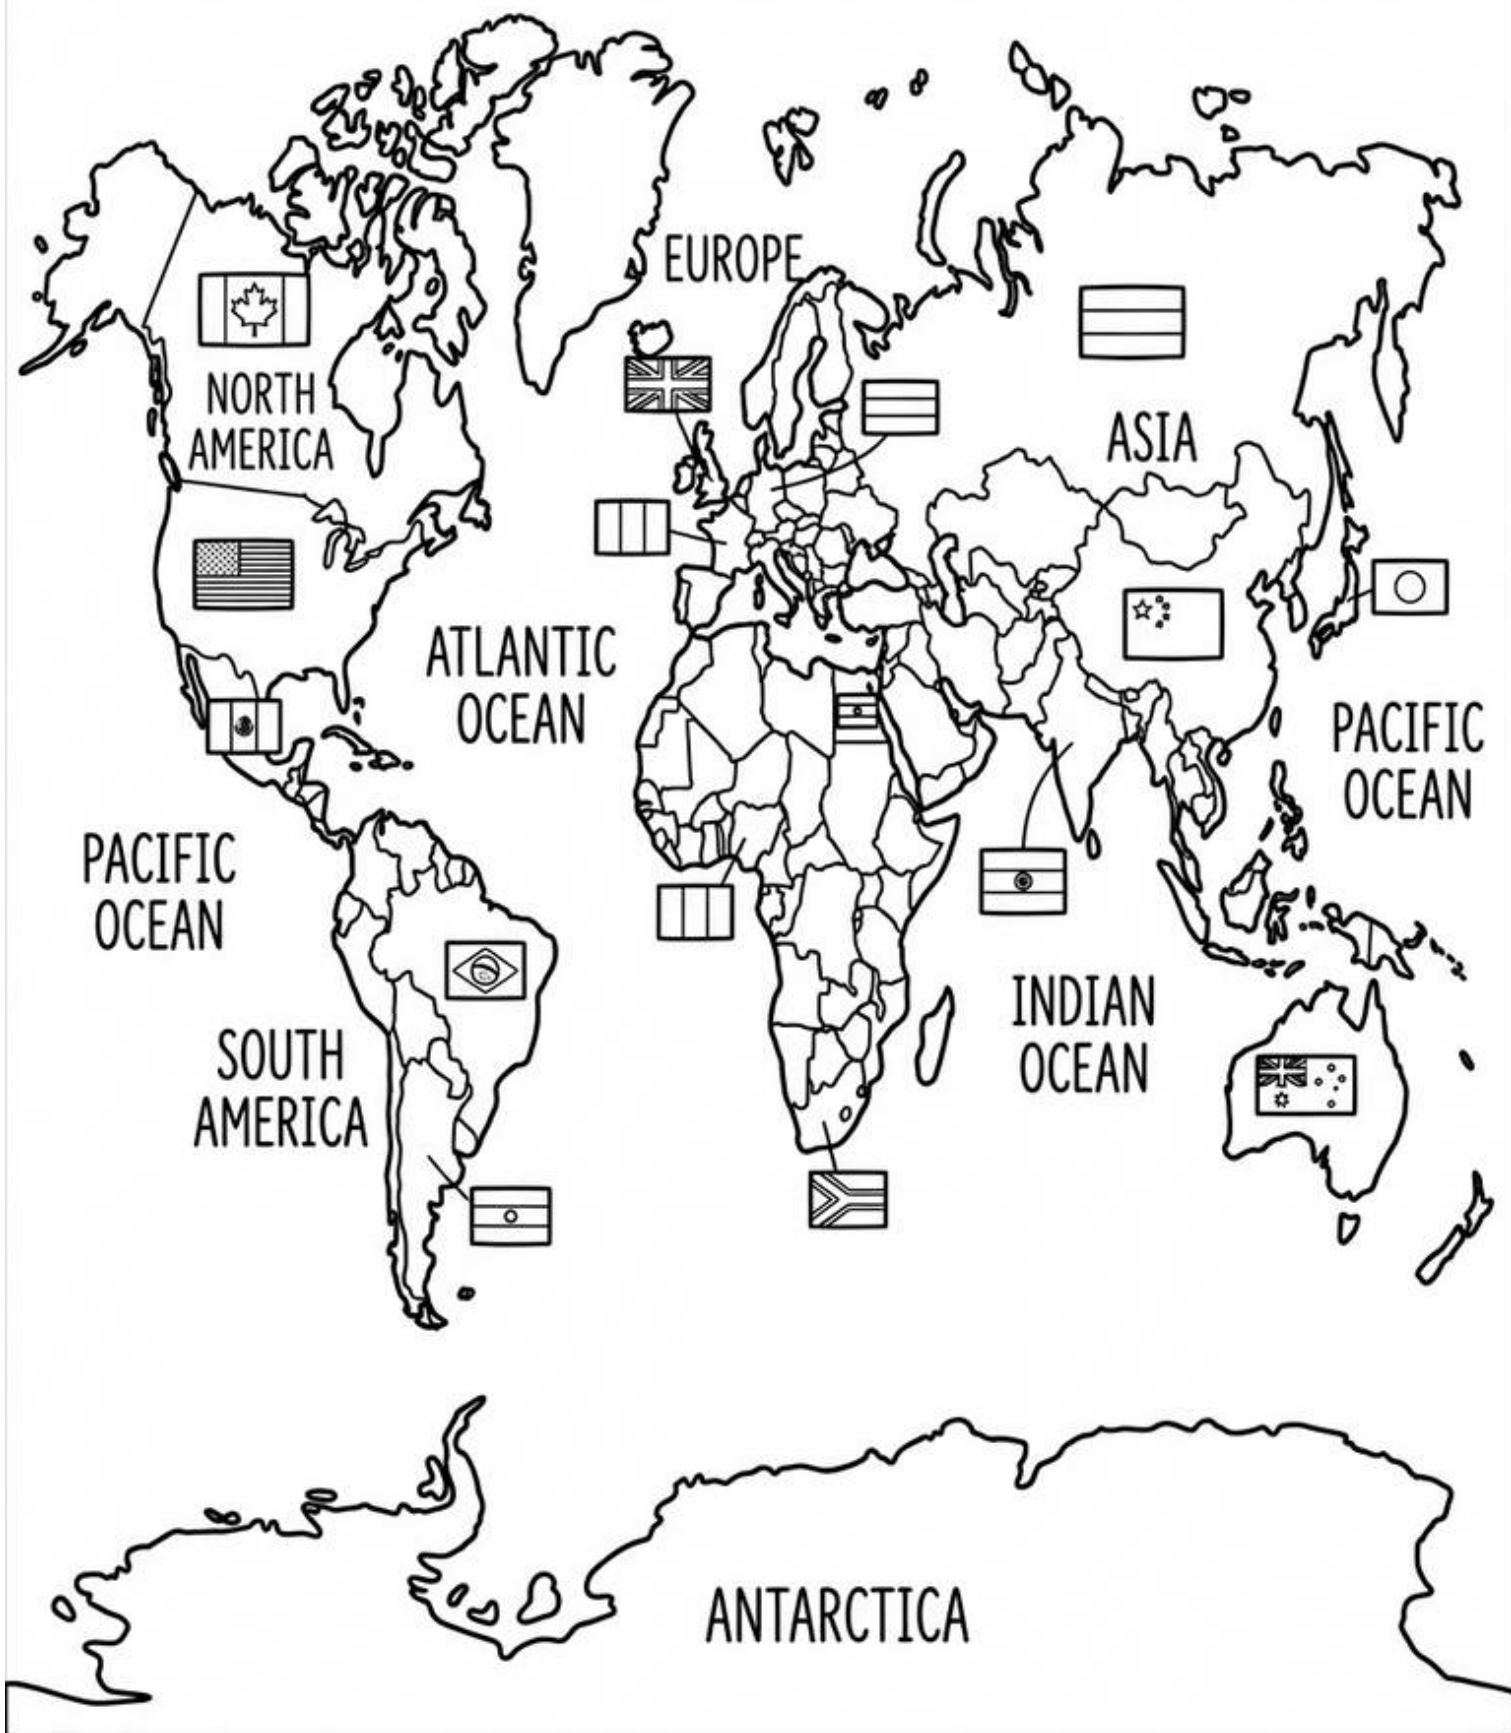 EUROPE
NORTH
AMERICA
ASIA
ATLANTIC
OCEAN
PACIFIC
OCEAN
PACIFIC
OCEAN
INDIAN
OCEAN
SOUTH
AMERICA
ANTARCTICA